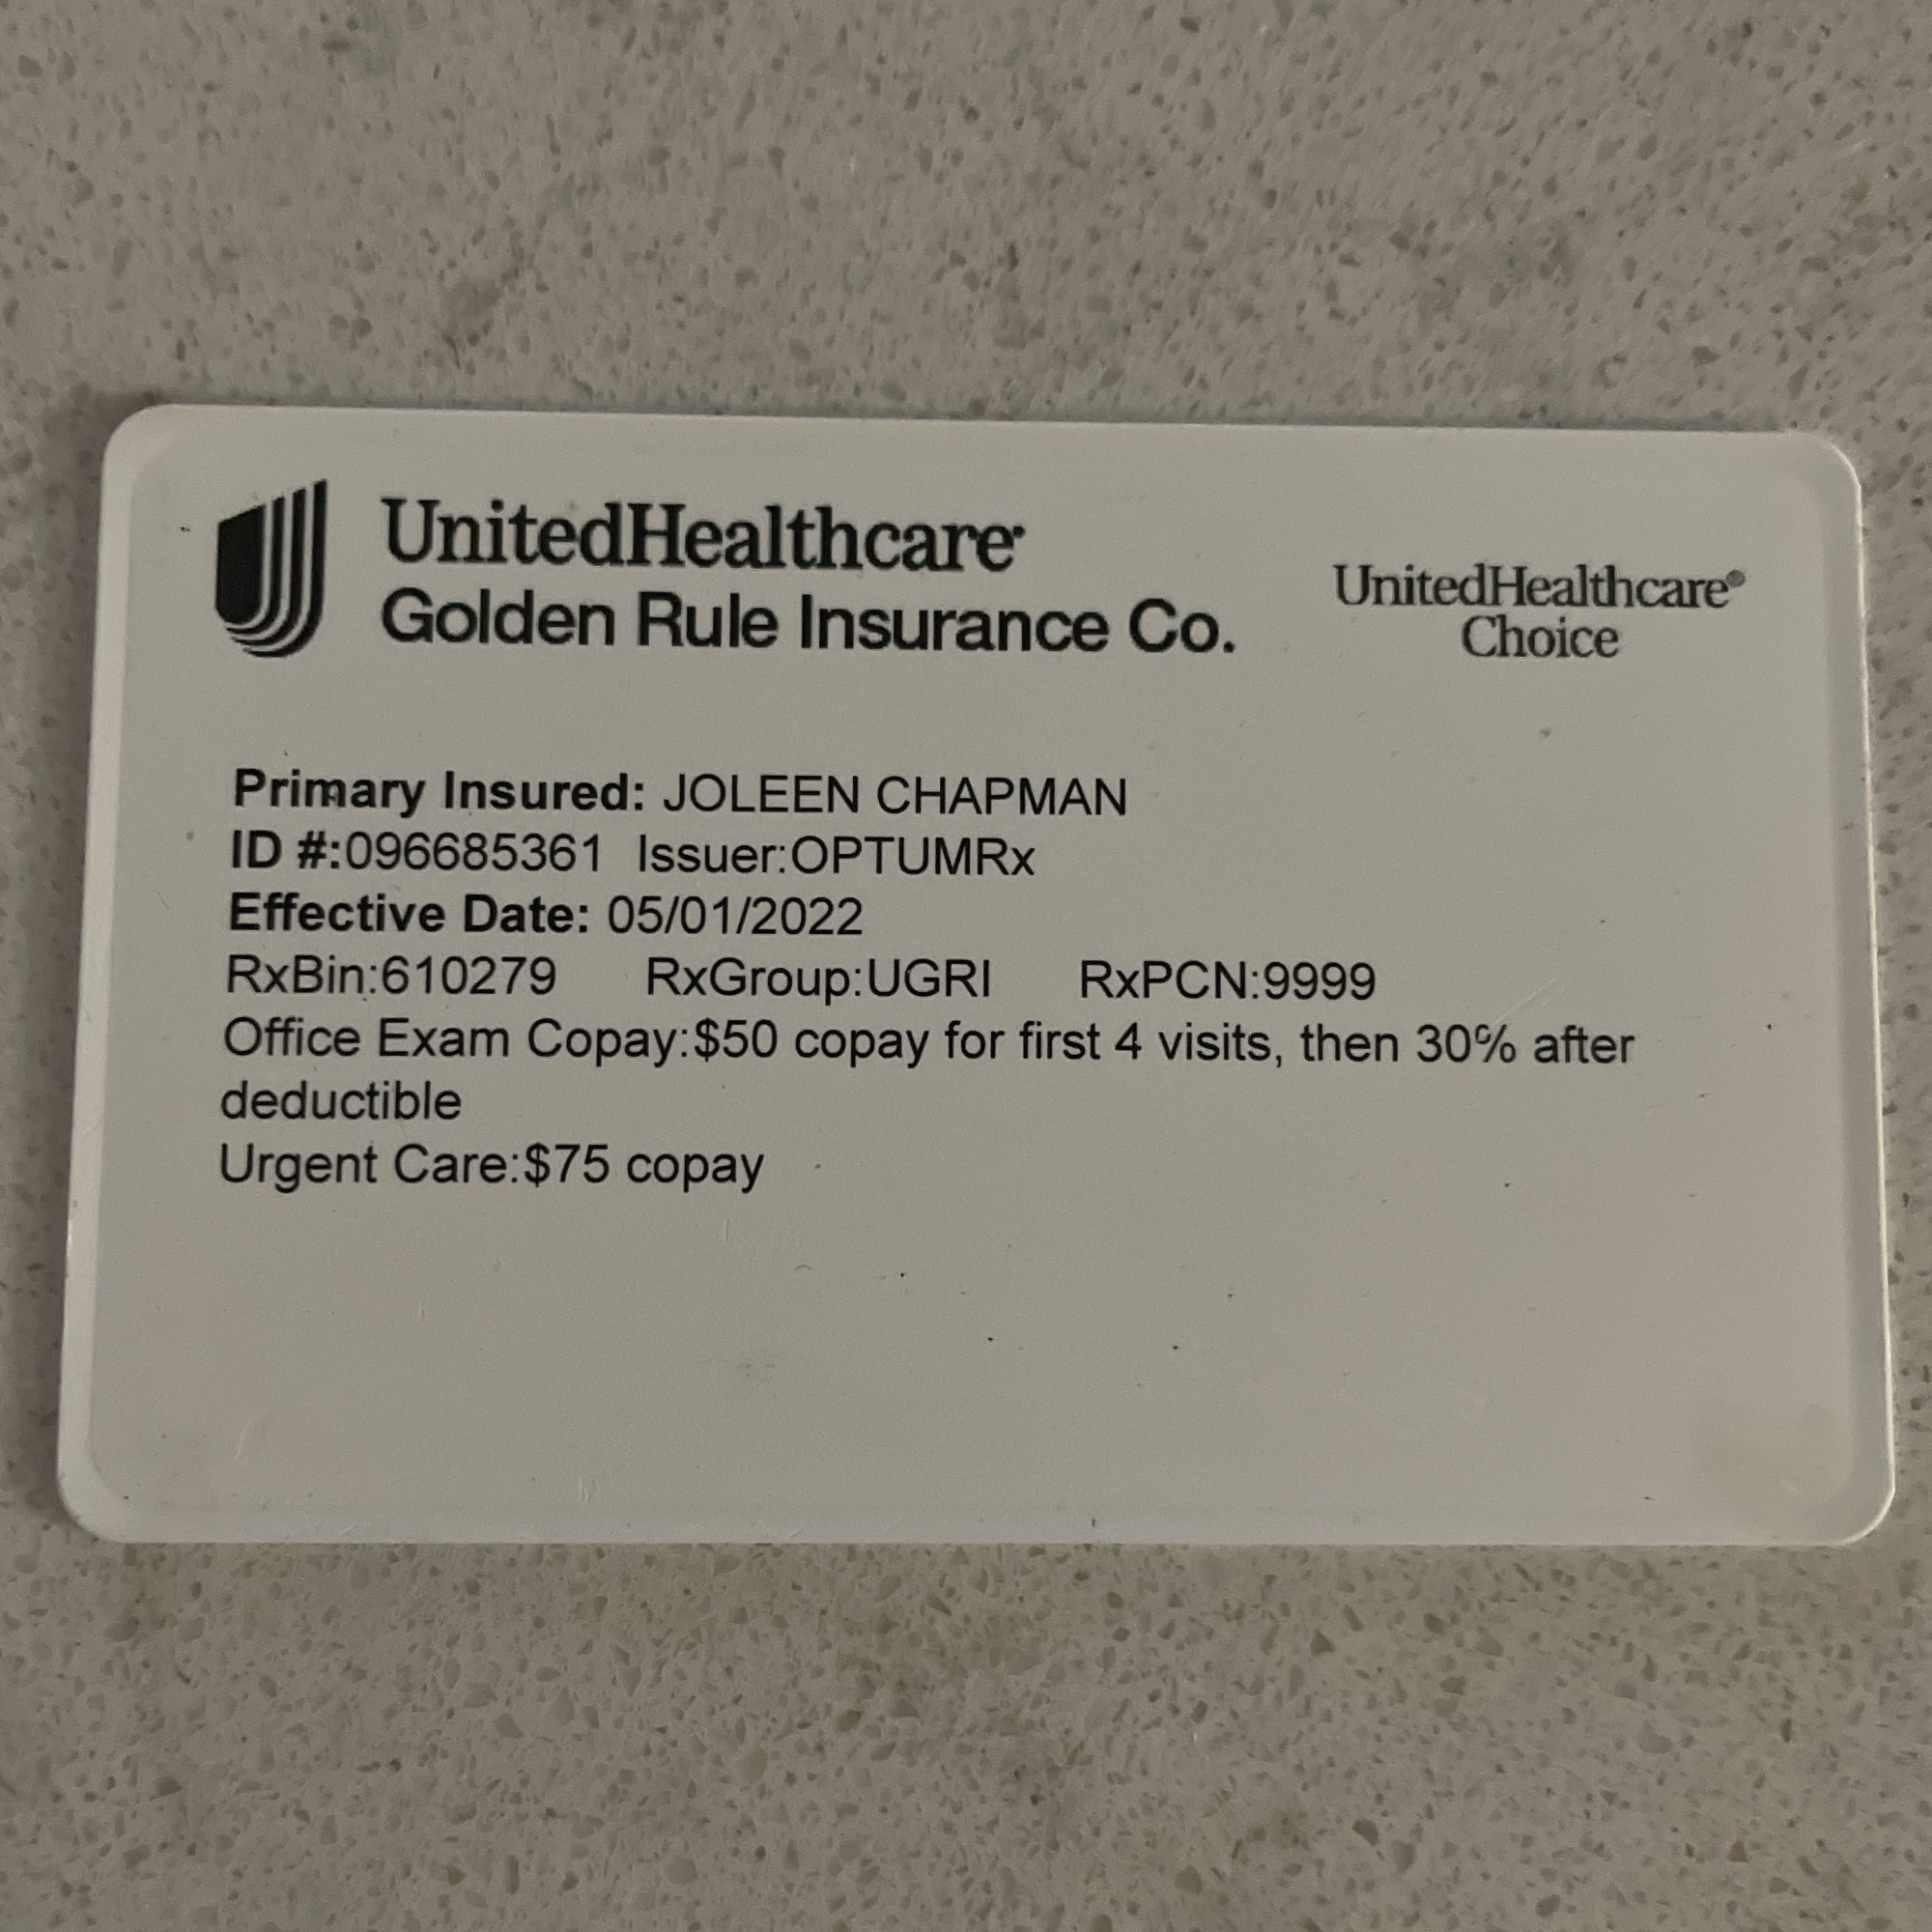 UnitedHealthcare
Golden Rule Insurance Co.
UnitedHealthcare®
Choice
Primary Insured: JOLEEN CHAPMAN
ID #:096685361 Issuer:OPTUMRx
Effective Date: 05/01/2022
RxBin:610279 RxGroup:UGRI RxPCN:9999
Office Exam Copay:$50 copay for first 4 visits, then 30% after
deductible
Urgent Care:$75 copay